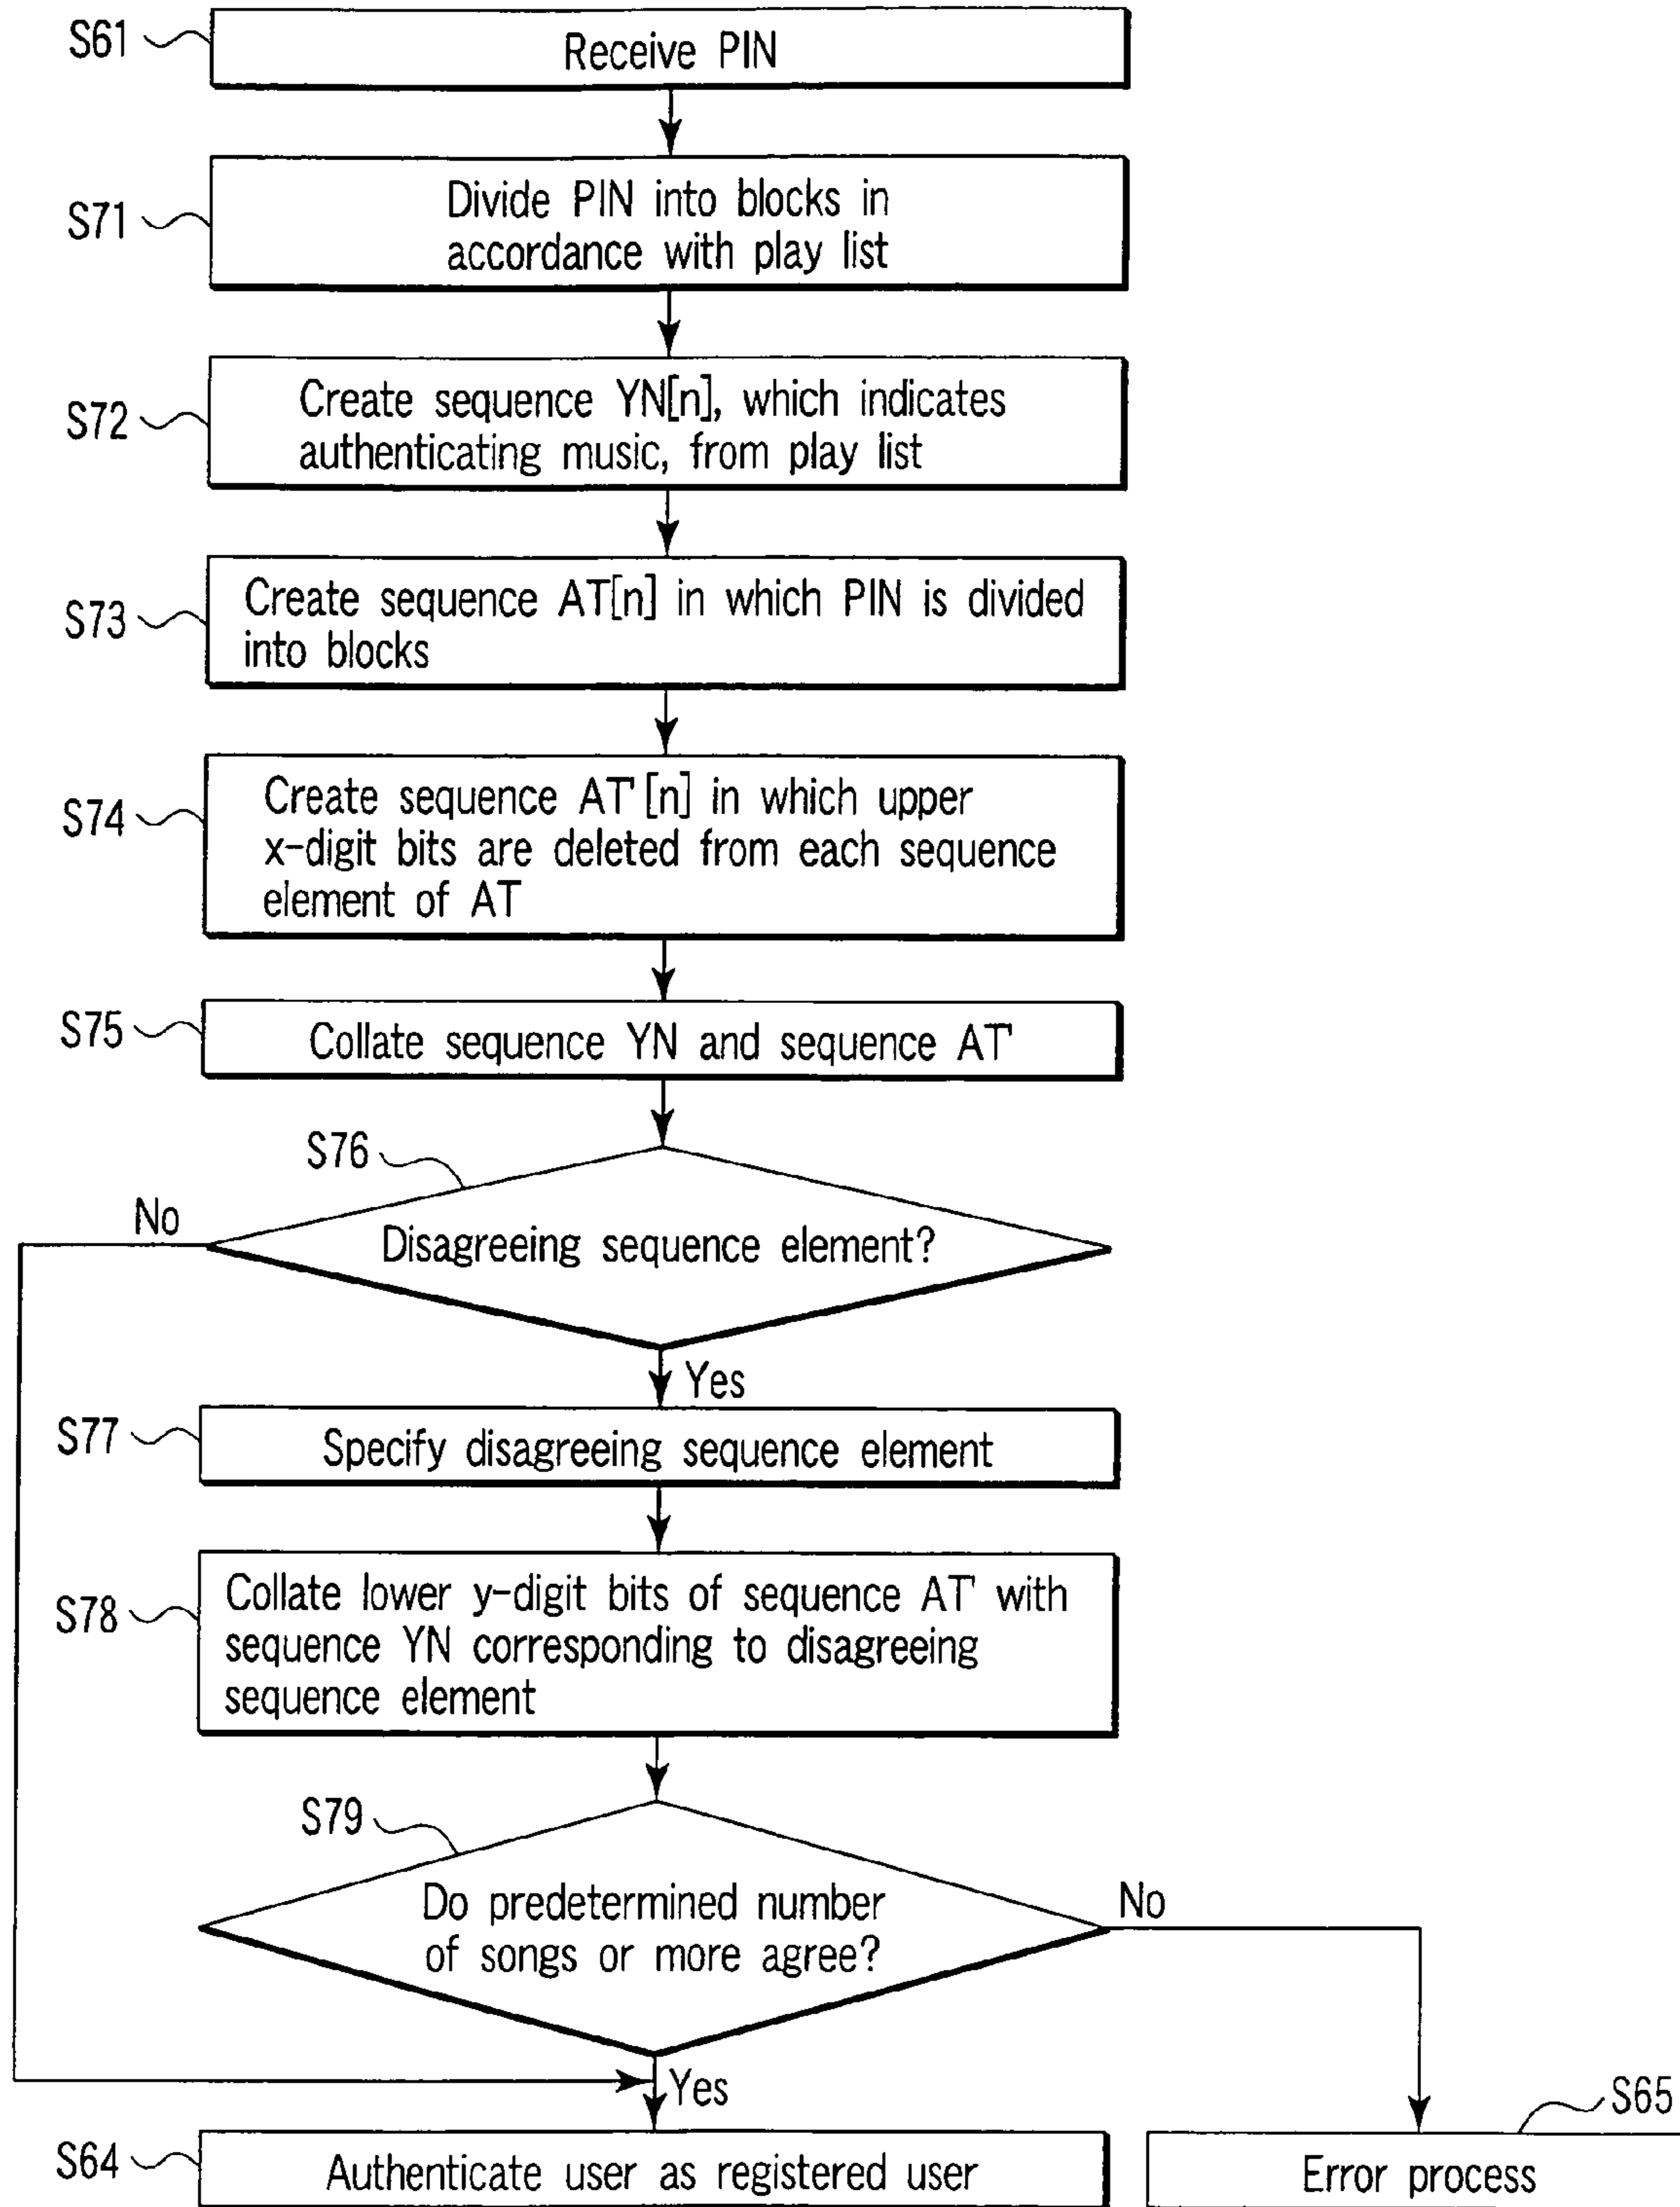 S61
Receive PIN
S71
Divide PIN into blocks in
accordance with play list
S72
Create sequence YN[n], which indicates
authenticating music, from play list
S73
Create sequence AT[n] in which PIN is divided
into blocks
S74
Create sequence AT'[n] in which upper
x-digit bits are deleted from each sequence
element of AT
S75
Collate sequence YN and sequence AT'
S76
No
Disagreeing sequence element?
Yes
S77
Specify disagreeing sequence element
S78
Collate lower y-digit bits of sequence AT' with
sequence YN corresponding to disagreeing
sequence element
S79
Do predetermined number
of songs or more agree?
No
Yes
S64
Authenticate user as registered user
S65
Error process